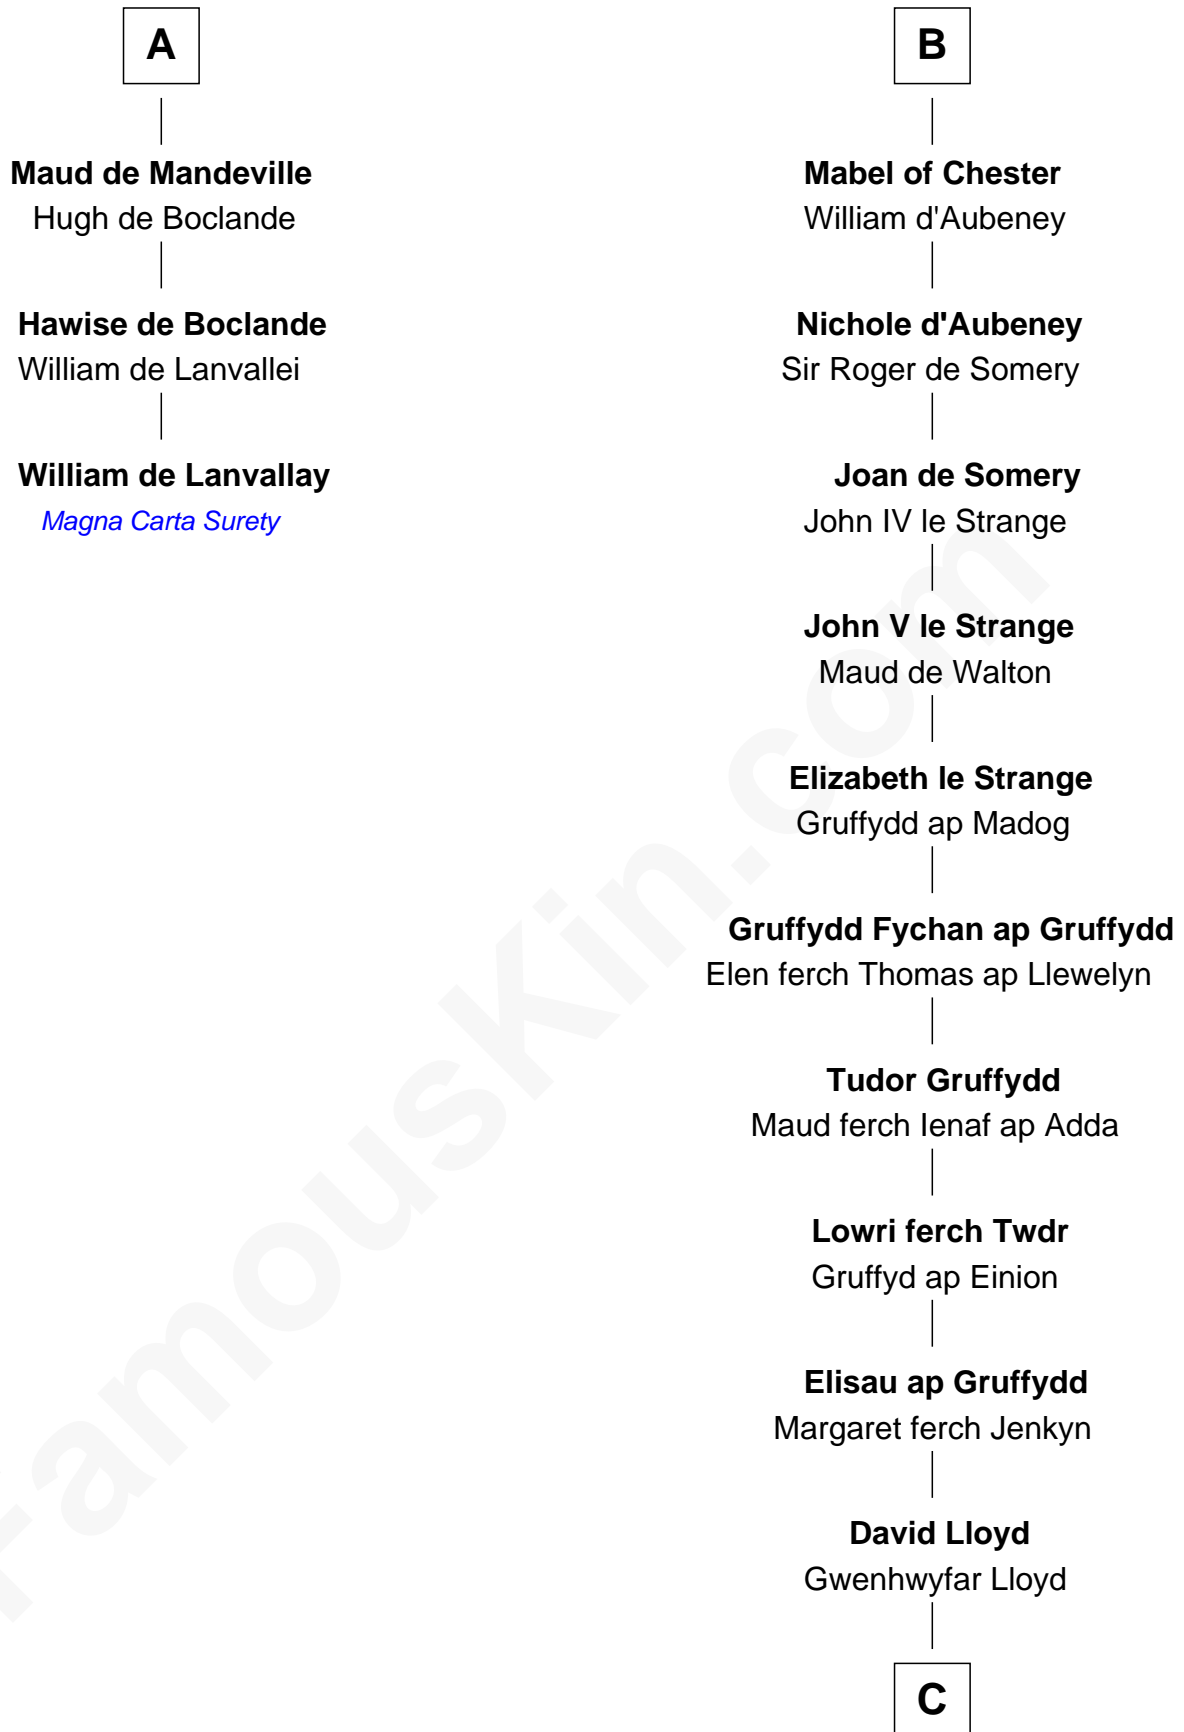 A
Maud de Mandeville
Hugh de Boclande
Hawise de Boclande
William de Lanvallei
William de Lanvallay
Magna Carta Surety
B
Mabel of Chester
William d'Aubeney
Nichole d'Aubeney
Sir Roger de Somery
Joan de Somery
John IV le Strange
John V le Strange
Maud de Walton
Elizabeth le Strange
Gruffydd ap Madog
Gruffydd Fychan ap Gruffydd
Elen ferch Thomas ap Llewelyn
Tudor Gruffydd
Maud ferch Ienaf ap Adda
Lowri ferch Twdr
Gruffyd ap Einion
Elisau ap Gruffydd
Margaret ferch Jenkyn
David Lloyd
Gwenhwyfar Lloyd
C
FamousKin.com